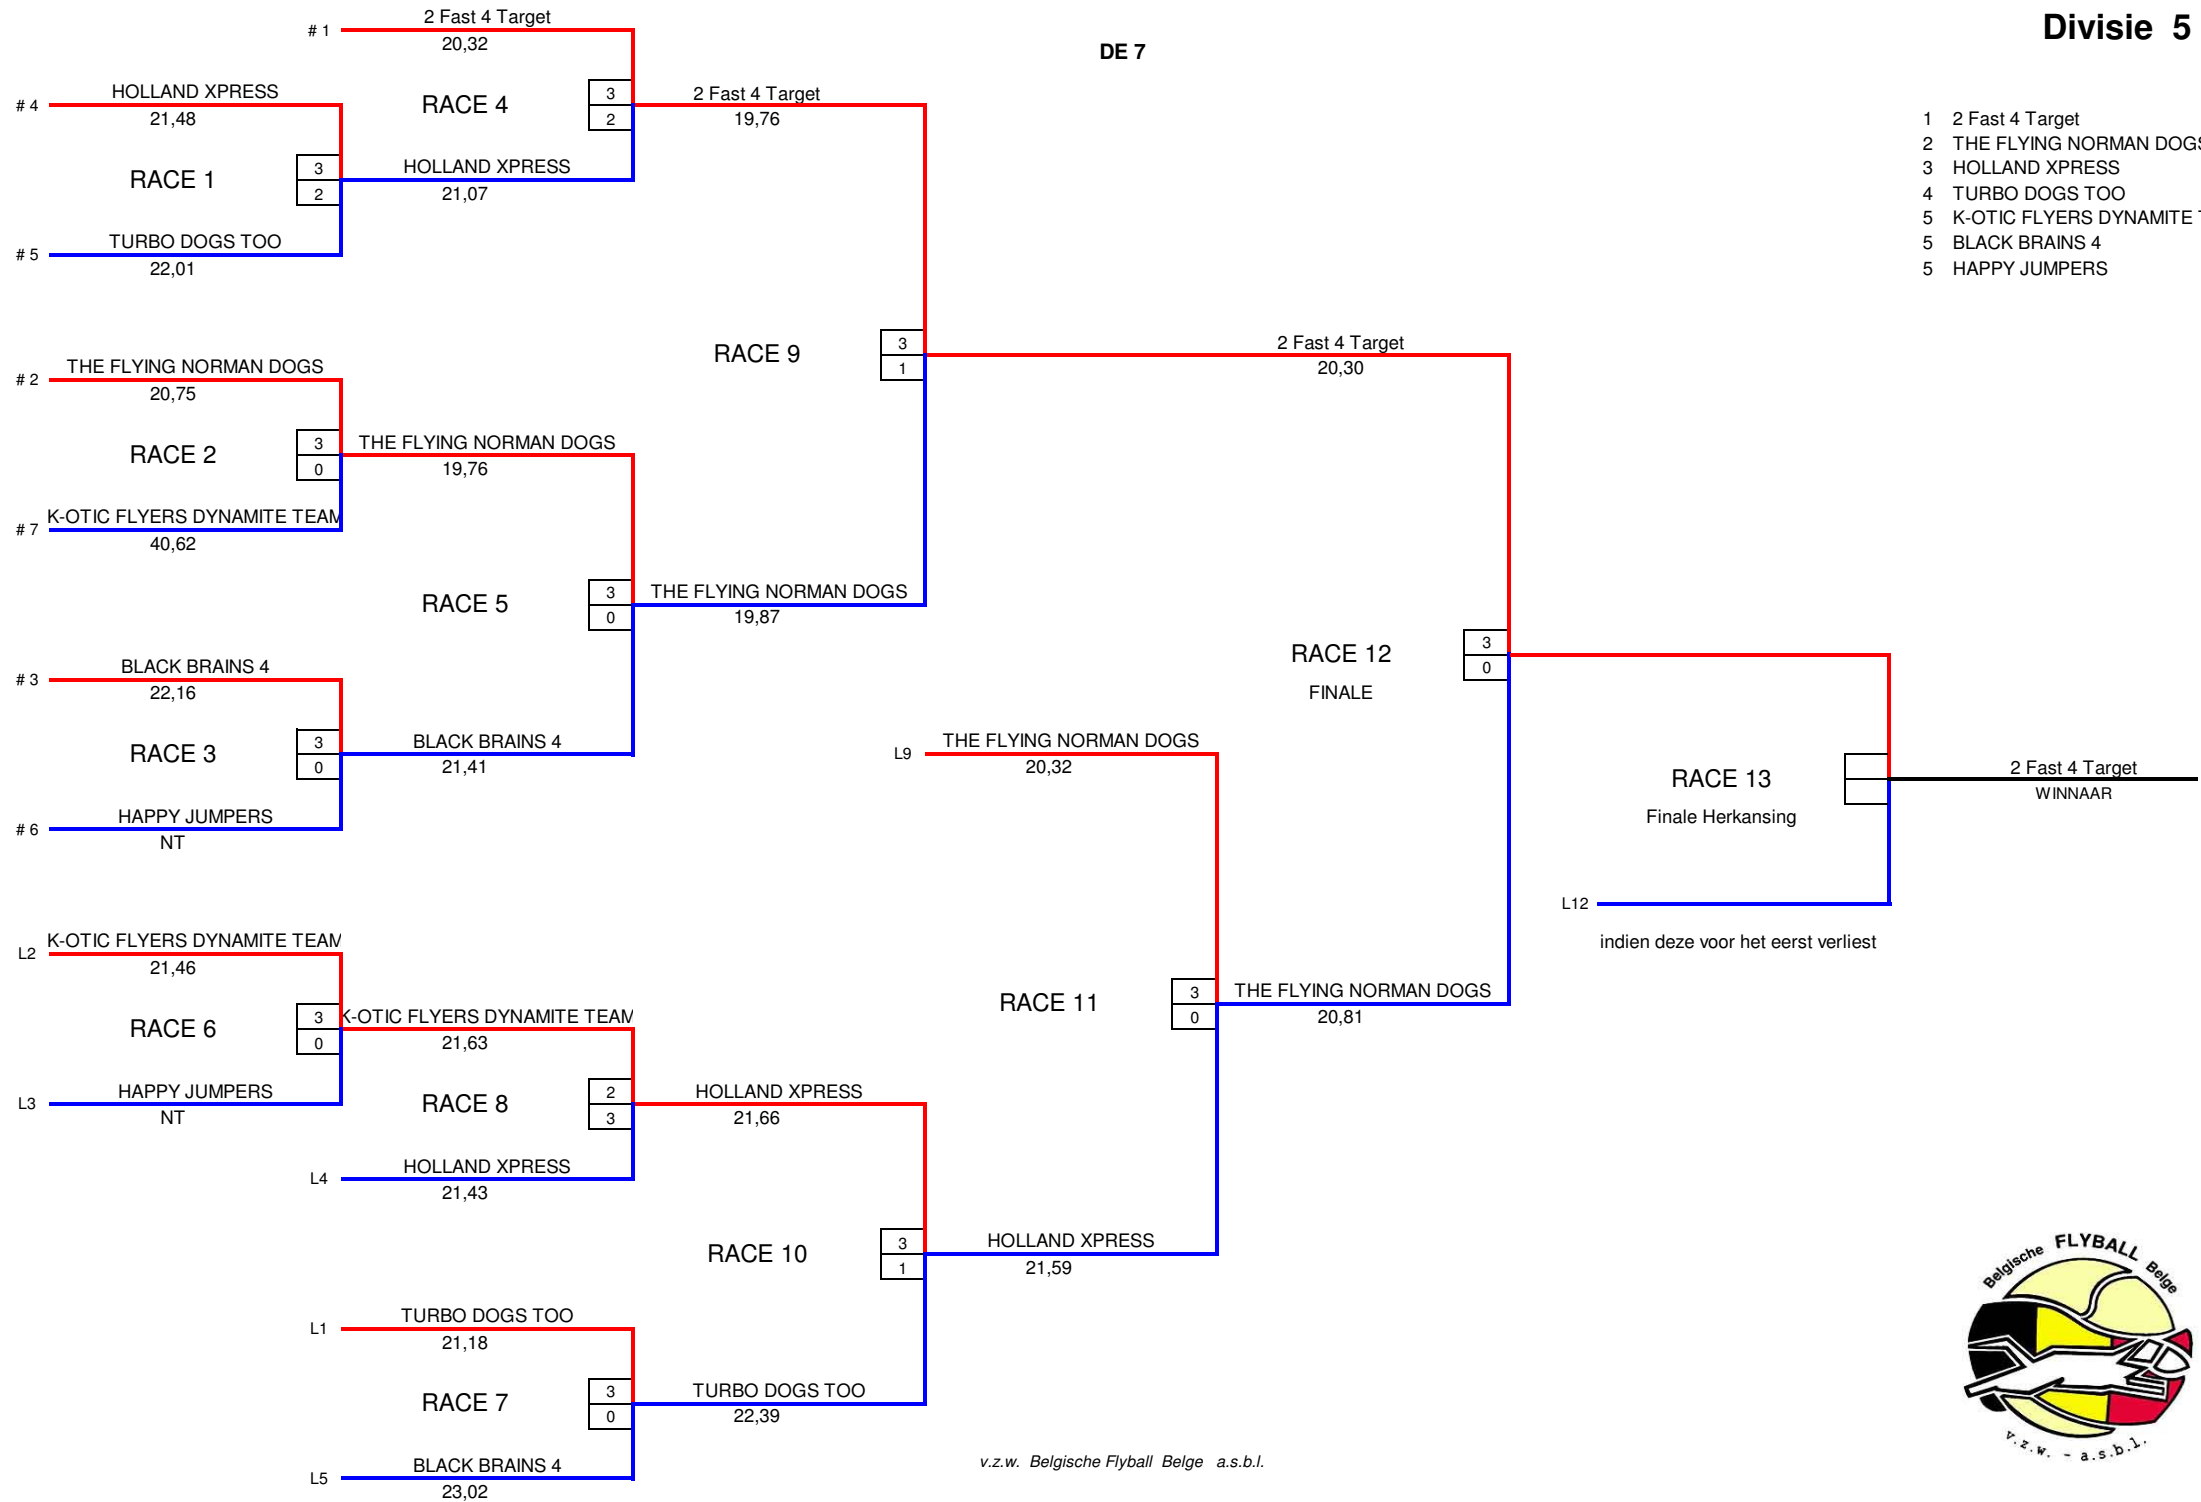 Divisie 5
DE 7
1 2 Fast 4 Target
2 THE FLYING NORMAN DOGS
3 HOLLAND XPRESS
4 TURBO DOGS TOO
5 K-OTIC FLYERS DYNAMITE
5 BLACK BRAINS 4
5 HAPPY JUMPERS
# 1 2 Fast 4 Target
20,32
# 4 HOLLAND XPRESS
21,48
RACE 1
3
2
# 5 TURBO DOGS TOO
22,01
RACE 4
3
2
HOLLAND XPRESS
21,07
2 Fast 4 Target
19,76
# 2 THE FLYING NORMAN DOGS
20,75
RACE 2
3
0
# 7 K-OTIC FLYERS DYNAMITE TEAM
40,62
THE FLYING NORMAN DOGS
19,76
RACE 5
3
0
# 3 BLACK BRAINS 4
22,16
RACE 3
3
0
# 6 HAPPY JUMPERS
NT
BLACK BRAINS 4
21,41
RACE 9
3
1
THE FLYING NORMAN DOGS
19,87
2 Fast 4 Target
20,30
RACE 12
FINALE
3
0
L9 THE FLYING NORMAN DOGS
20,32
RACE 13
Finale Herkansing
2 Fast 4 Target
WINNAAR
L12
indien deze voor het eerst verliest
L2 K-OTIC FLYERS DYNAMITE TEAM
21,46
RACE 6
3
0
L3 HAPPY JUMPERS
NT
K-OTIC FLYERS DYNAMITE TEAM
21,63
RACE 8
2
3
L4 HOLLAND XPRESS
21,43
HOLLAND XPRESS
21,66
RACE 11
3
0
THE FLYING NORMAN DOGS
20,81
RACE 10
3
1
HOLLAND XPRESS
21,59
L1 TURBO DOGS TOO
21,18
RACE 7
3
0
L5 BLACK BRAINS 4
23,02
TURBO DOGS TOO
22,39
v.z.w. Belgische Flyball Belge a.s.b.l.
Belgische FLYBALL Belge
v.z.w. - a.s.b.l.